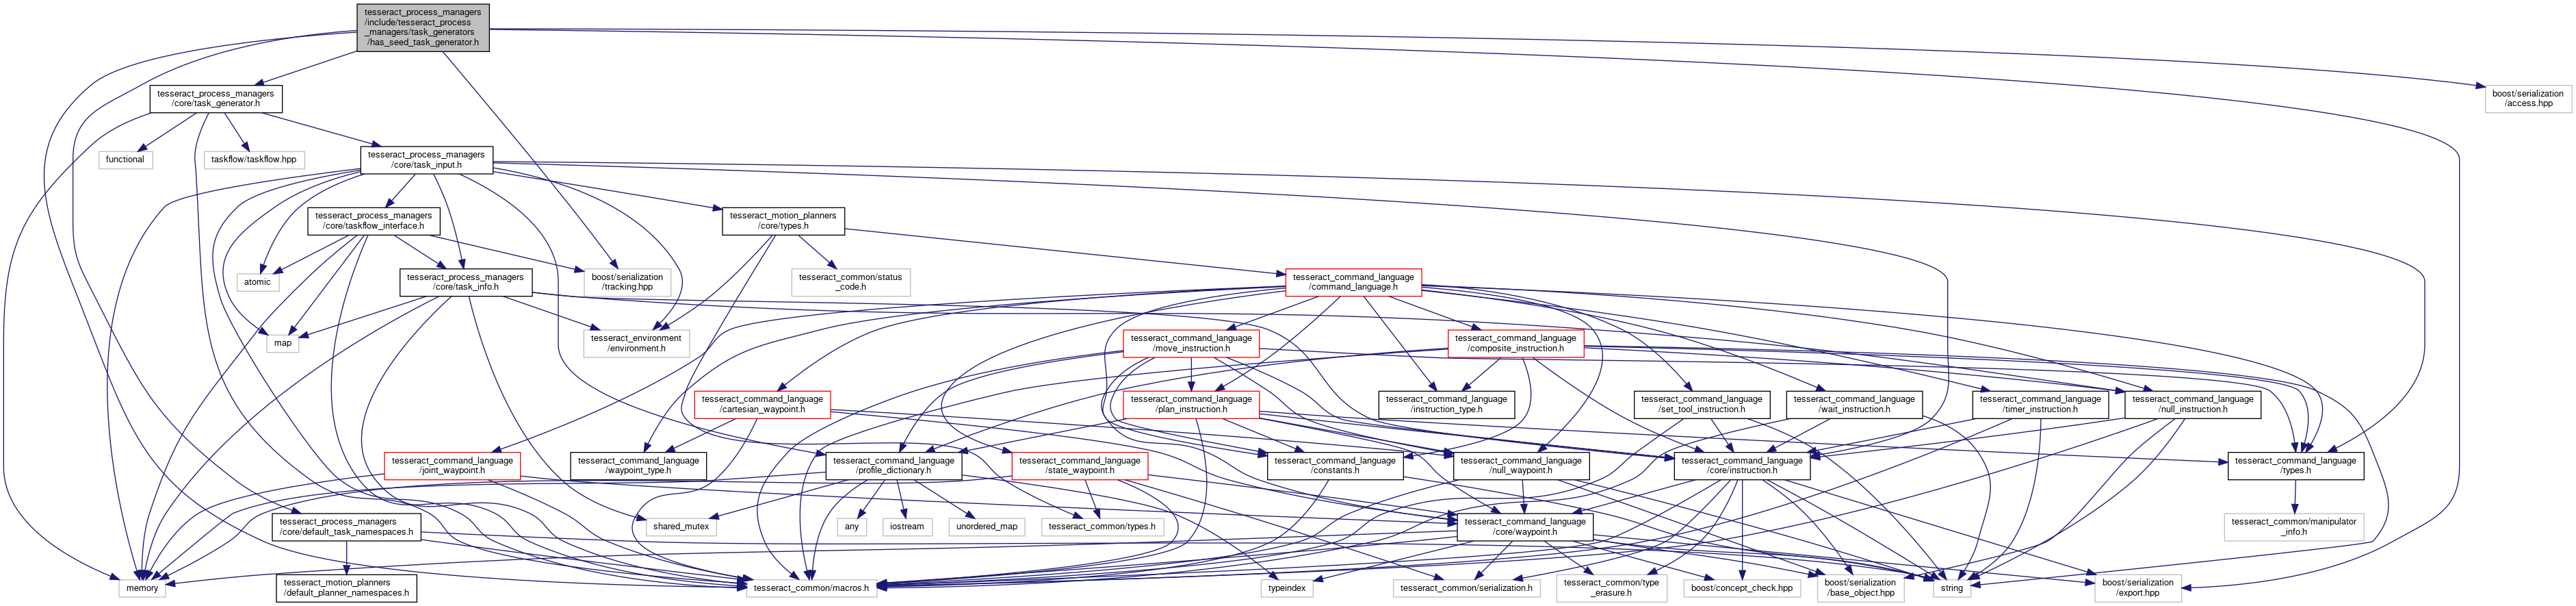 tesseract_process_managers
/include/tesseract_process
_managers/task_generators
/has_seed_task_generator.h
tesseract_process_managers
/core/task_generator.h
boost/serialization
/access.hpp
functional
taskflow/taskflow.hpp
tesseract_process_managers
/core/task_input.h
tesseract_process_managers
/core/taskflow_interface.h
tesseract_motion_planners
/core/types.h
atomic
tesseract_process_managers
/core/task_info.h
boost/serialization
/tracking.hpp
tesseract_common/status
_code.h
tesseract_command_language
/command_language.h
map
tesseract_environment
/environment.h
tesseract_command_language
/move_instruction.h
tesseract_command_language
/composite_instruction.h
tesseract_command_language
/cartesian_waypoint.h
tesseract_command_language
/plan_instruction.h
tesseract_command_language
/instruction_type.h
tesseract_command_language
/set_tool_instruction.h
tesseract_command_language
/wait_instruction.h
tesseract_command_language
/timer_instruction.h
tesseract_command_language
/null_instruction.h
tesseract_command_language
/joint_waypoint.h
tesseract_command_language
/waypoint_type.h
tesseract_command_language
/profile_dictionary.h
tesseract_command_language
/state_waypoint.h
tesseract_command_language
/constants.h
tesseract_command_language
/null_waypoint.h
tesseract_command_language
/core/instruction.h
tesseract_command_language
/types.h
tesseract_process_managers
/core/default_task_namespaces.h
shared_mutex
any
iostream
unordered_map
tesseract_common/types.h
tesseract_command_language
/core/waypoint.h
tesseract_common/manipulator
_info.h
memory
tesseract_motion_planners
/default_planner_namespaces.h
tesseract_common/macros.h
typeindex
tesseract_common/serialization.h
tesseract_common/type
_erasure.h
boost/concept_check.hpp
boost/serialization
/base_object.hpp
string
boost/serialization
/export.hpp